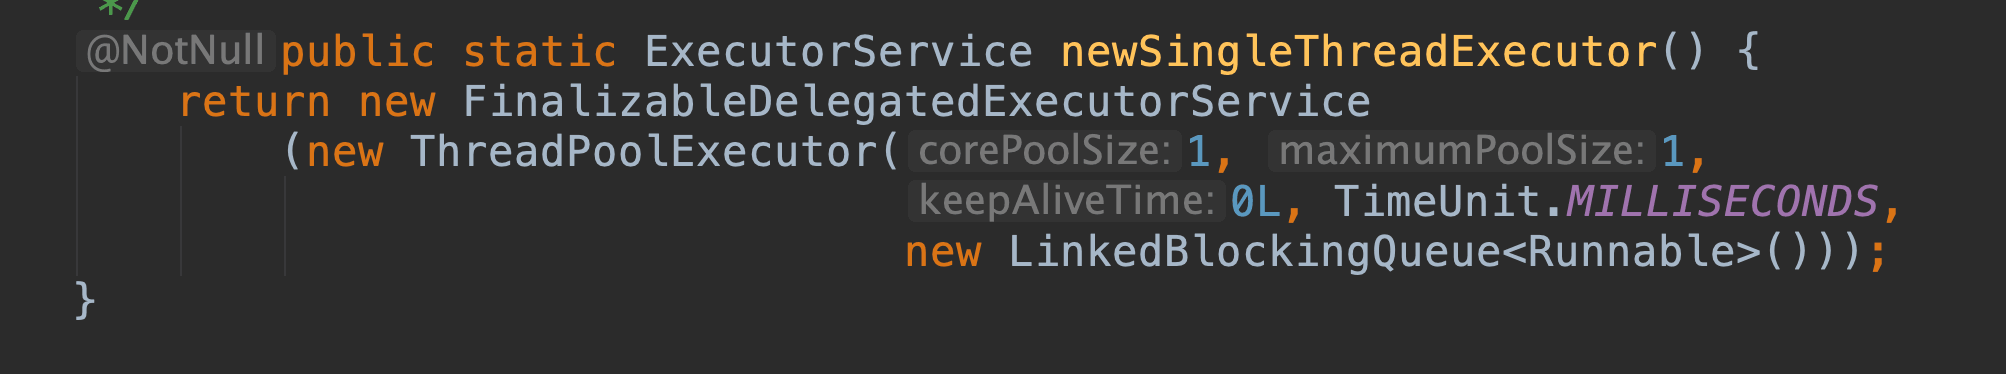 */
@NotNull public static ExecutorService newSingleThreadExecutor() {
return new FinalizableDelegatedExecutorService
(new ThreadPoolExecutor( corePoolSize: 1, maximumPoolSize: 1,
keepAliveTime: 0L, TimeUnit.MILLISECONDS,
new LinkedBlockingQueue<Runnable>()));
}